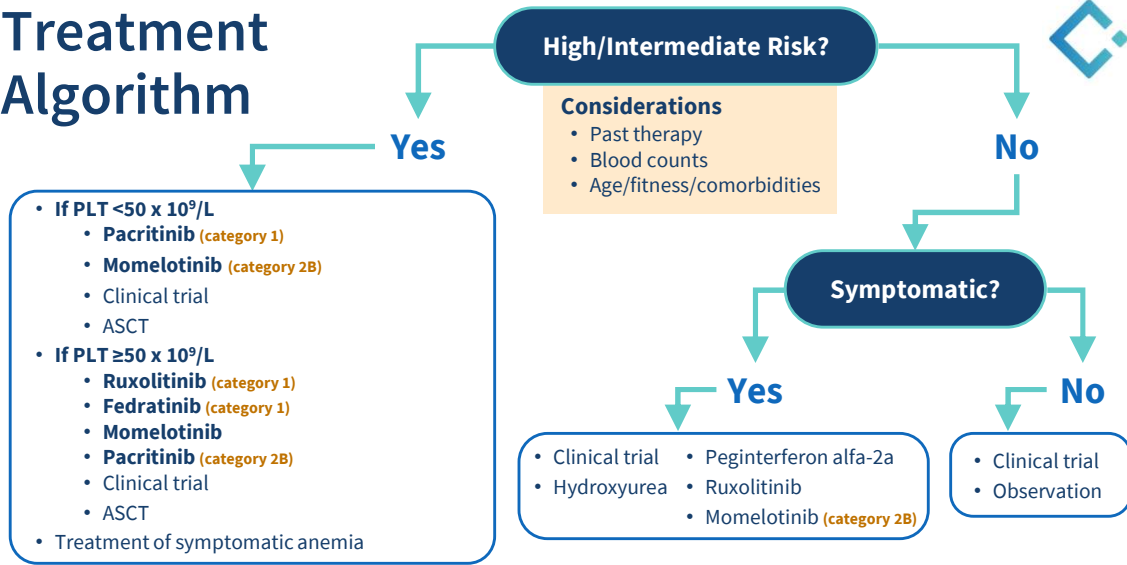 Treatment
Algorithm
High/Intermediate Risk?
Considerations
• Past therapy
• Blood counts
• Age/fitness/comorbidities
Yes
No
• If PLT <50 x 10⁹/L
• Pacritinib (category 1)
• Momelotinib (category 2B)
• Clinical trial
• ASCT
• If PLT ≥50 x 10⁹/L
• Ruxolitinib (category 1)
• Fedratinib (category 1)
• Momelotinib
• Pacritinib (category 2B)
• Clinical trial
• ASCT
• Treatment of symptomatic anemia
Symptomatic?
Yes
No
• Clinical trial
• Hydroxyurea
• Peginterferon alfa-2a
• Ruxolitinib
• Momelotinib (category 2B)
• Clinical trial
• Observation